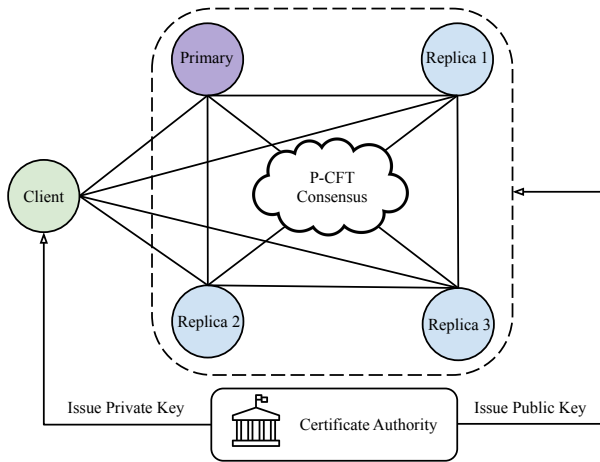 Primary
Replica 1
Client
P-CFT
Consensus
Replica 2
Replica 3
Issue Private Key
Certificate Authority
Issue Public Key